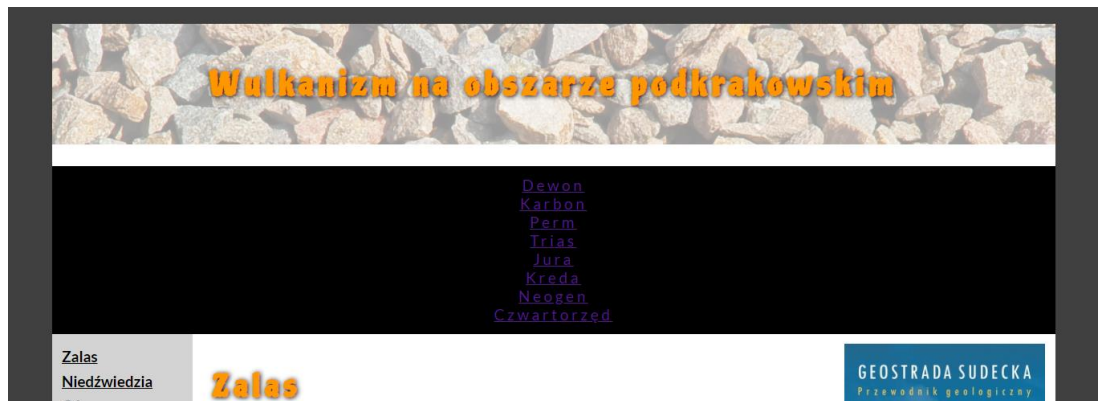 Wulkanizm na obszarze podkrakowskim
Dewon
Karbon
Perm
Trias
Jura
Kreda
Neogen
Czwartorzęd
Zalas
Niedźwiedzia
Zalas
GEOSTRADA SUDECKA
Przewodnik geologiczny